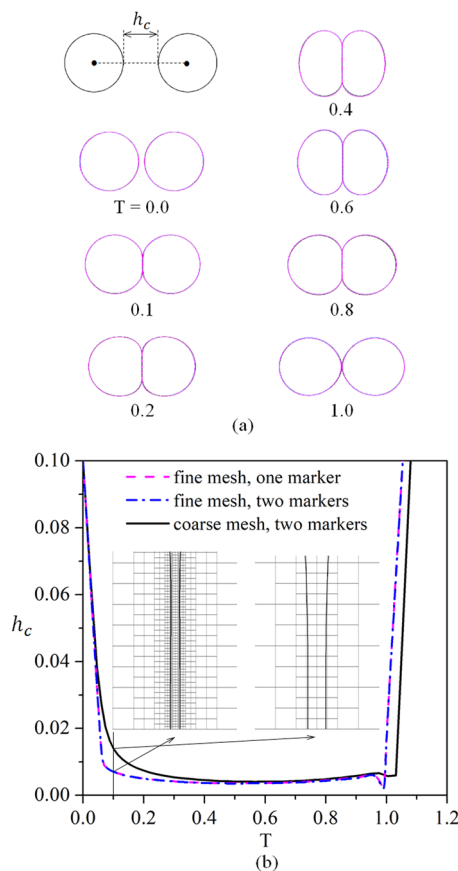 h_c
0.4
T = 0.0
0.6
0.1
0.8
0.2
1.0
(a)
0.10
fine mesh, one marker
fine mesh, two markers
0.08
coarse mesh, two markers
0.06
h_c
0.04
0.02
0.00
0.0 0.2 0.4 0.6 0.8 1.0 1.2
T
(b)